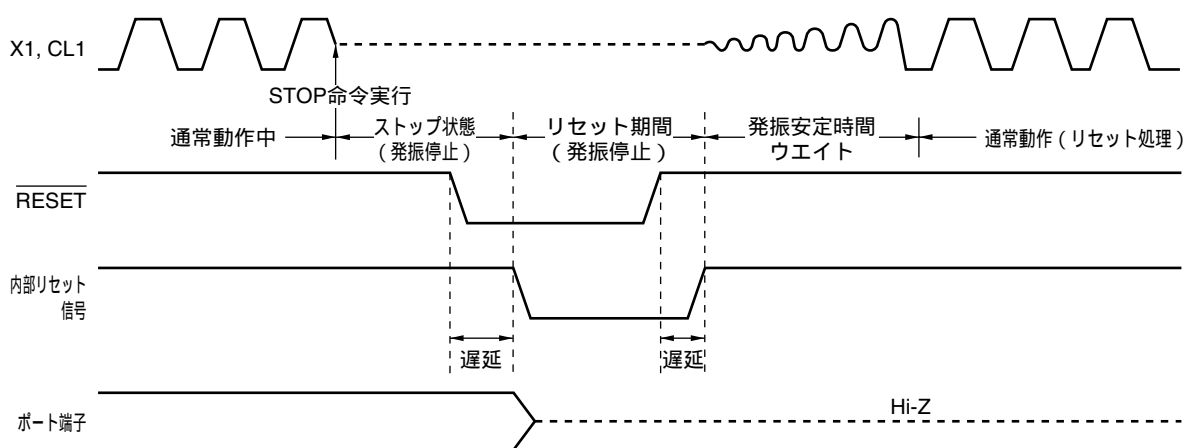 X1, CL1
STOP命令実行
通常動作中
ストップ状態
(発振停止)
リセット期間
(発振停止)
発振安定時間
ウエイト
通常動作(リセット処理)
RESET
内部リセット
信号
遅延
遅延
ポート端子
Hi-Z